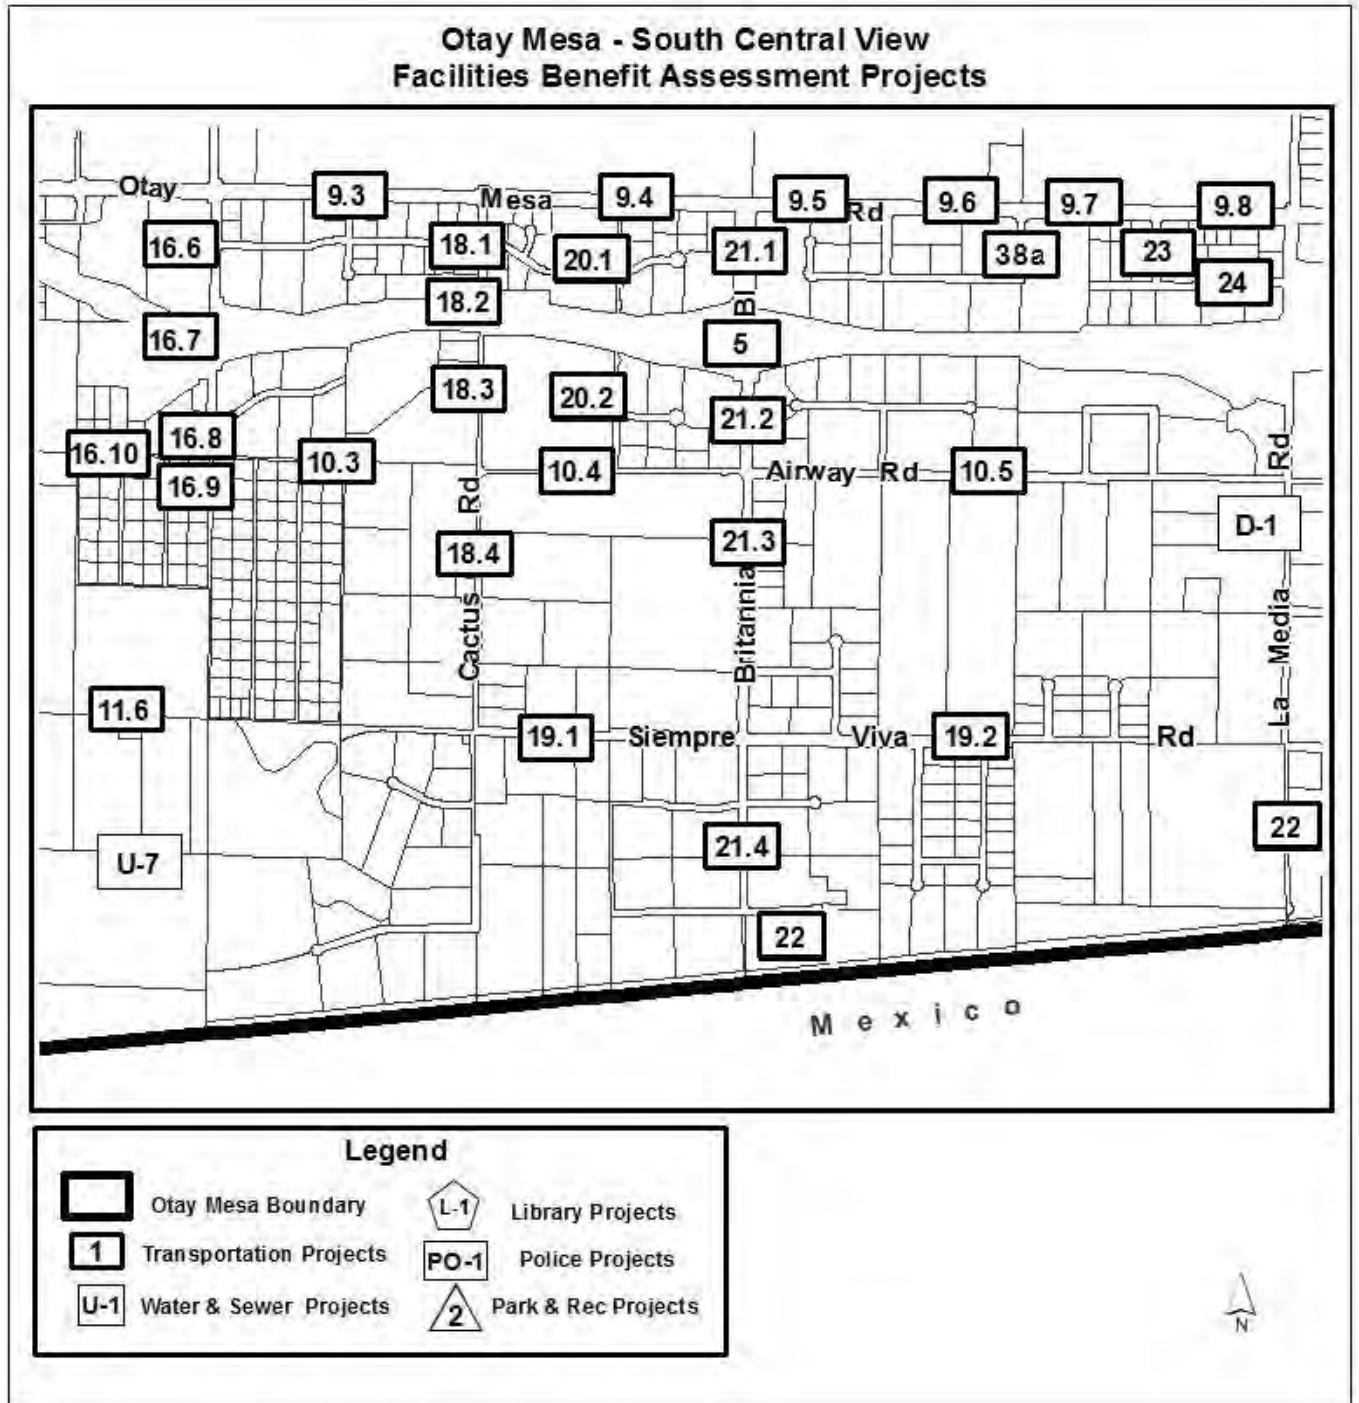 Otay Mesa - South Central View
Facilities Benefit Assessment Projects
Otay 9.3 Mesa 9.4 9.5 Rd 9.6 9.7 9.8
16.6 18.1 20.1 21.1 38a 23
24
18.2 Bl
16.7 5
18.3 20.2 21.2
16.8
16.10 10.3 10.4 Airway Rd 10.5 Rd
16.9 Rd
18.4 21.3 D-1
Cactus Britannia La Media
11.6
19.1 Siempre Viva 19.2 Rd
22
U-7 21.4
22
Mexico
Legend
Otay Mesa Boundary
L-1 Library Projects
1 Transportation Projects
PO-1 Police Projects
U-1 Water & Sewer Projects
2 Park & Rec Projects
N